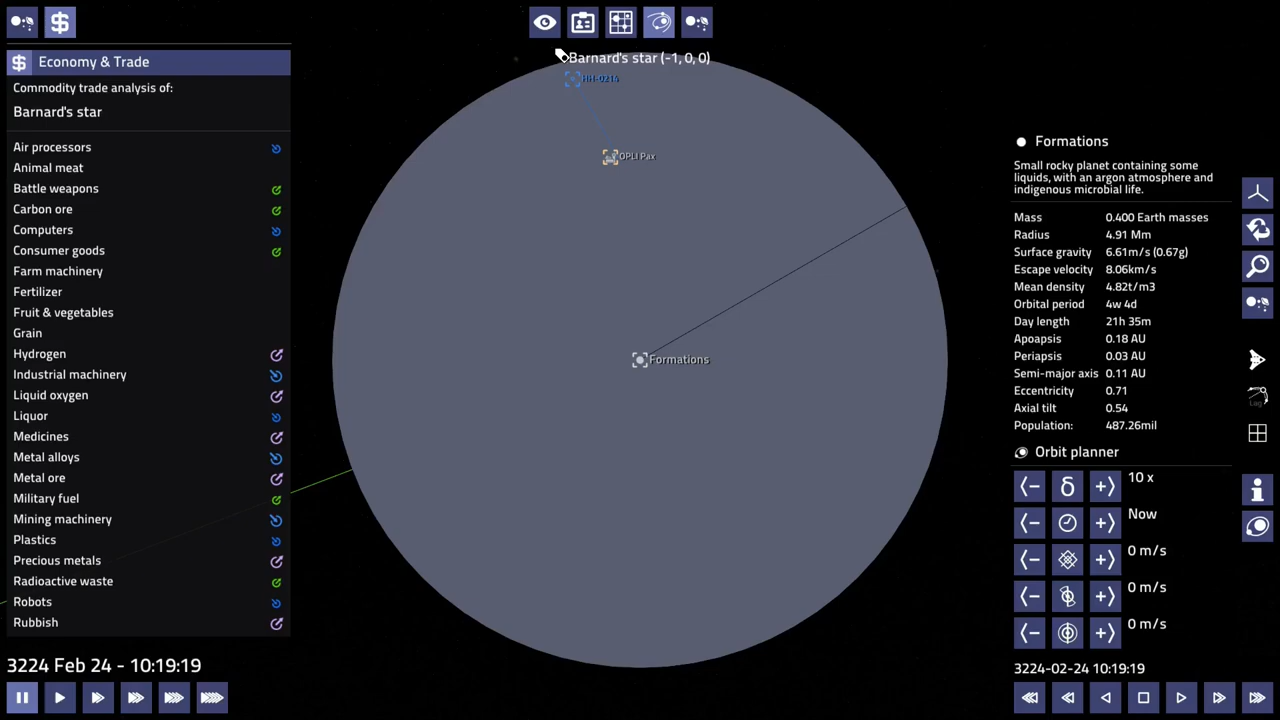 Economy & Trade
Commodity trade analysis of:
Barnard's star
Air processors
Animal meat
Battle weapons
Carbon ore
Computers
Consumer goods
Farm machinery
Fertilizer
Fruit & vegetables
Grain
Hydrogen
Industrial machinery
Liquid oxygen
Liquor
Medicines
Metal alloys
Metal ore
Military fuel
Mining machinery
Plastics
Precious metals
Radioactive waste
Robots
Rubbish
3224 Feb 24 - 10:19:19
Barnard's star (-1, 0, 0)
HH-0214
OPLI Pax
Formations
Formations
Small rocky planet containing some
liquids, with an argon atmosphere and
indigenous microbial life.
Mass 0.400 Earth masses
Radius 4.91 Mm
Surface gravity 6.61m/s (0.67g)
Escape velocity 8.06km/s
Mean density 4.82t/m3
Orbital period 4w 4d
Day length 21h 35m
Apoapsis 0.18 AU
Periapsis 0.03 AU
Semi-major axis 0.11 AU
Eccentricity 0.71
Axial tilt 0.54
Population: 487.26mil
Orbit planner
10 x
Now
0 m/s
0 m/s
0 m/s
3224-02-24 10:19:19
Lag